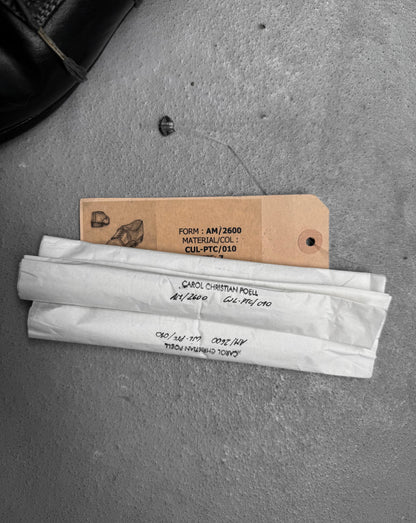 FORM : AM/2600
MATERIAL/COL :
CUL-PTC/010
CAROL CHRISTIAN POELL
AM/2600 CUL-PTC/010
AM/2600 CUL-PTC/010
CAROL CHRISTIAN POELL